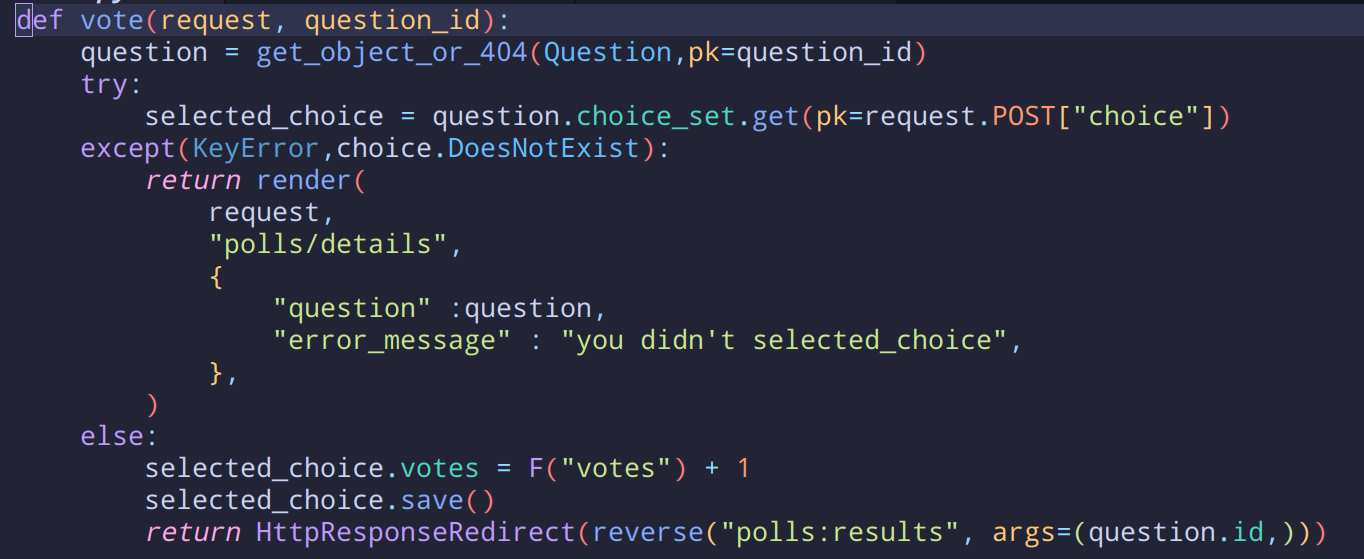 def vote(request, question_id):
    question = get_object_or_404(Question,pk=question_id)
    try:
        selected_choice = question.choice_set.get(pk=request.POST["choice"])
    except(KeyError,choice.DoesNotExist):
        return render(
            request,
            "polls/details",
            {
                "question" :question,
                "error_message" : "you didn't selected_choice",
            },
        )
    else:
        selected_choice.votes = F("votes") + 1
        selected_choice.save()
        return HttpResponseRedirect(reverse("polls:results", args=(question.id,)))